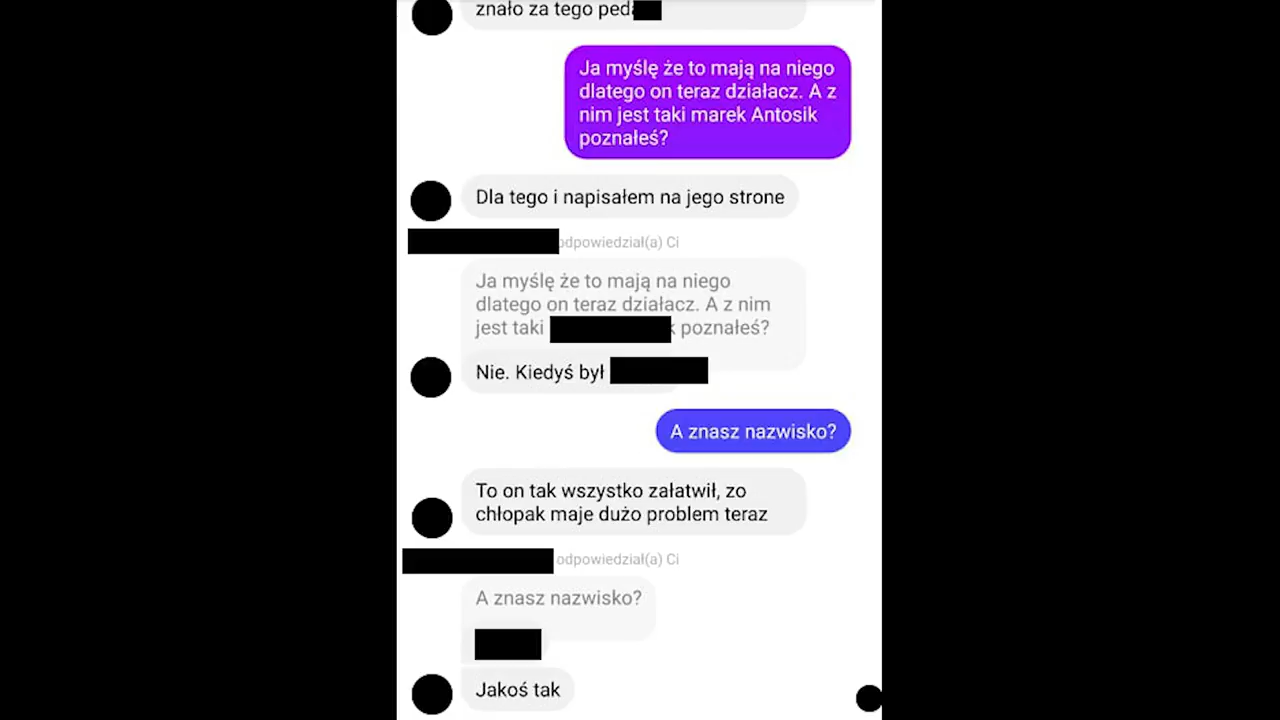 znało za tego ped
Ja myślę że to mają na niego
dlatego on teraz działacz. A z
nim jest taki marek Antosik
poznałeś?
Dla tego i napisałem na jego strone
odpowiedział(a) Ci
Ja myślę że to mają na niego
dlatego on teraz działacz. A z nim
jest taki poznałeś?
Nie. Kiedyś był
A znasz nazwisko?
To on tak wszystko załatwił, zo
chłopak maje dużo problem teraz
odpowiedział(a) Ci
A znasz nazwisko?
Jakoś tak